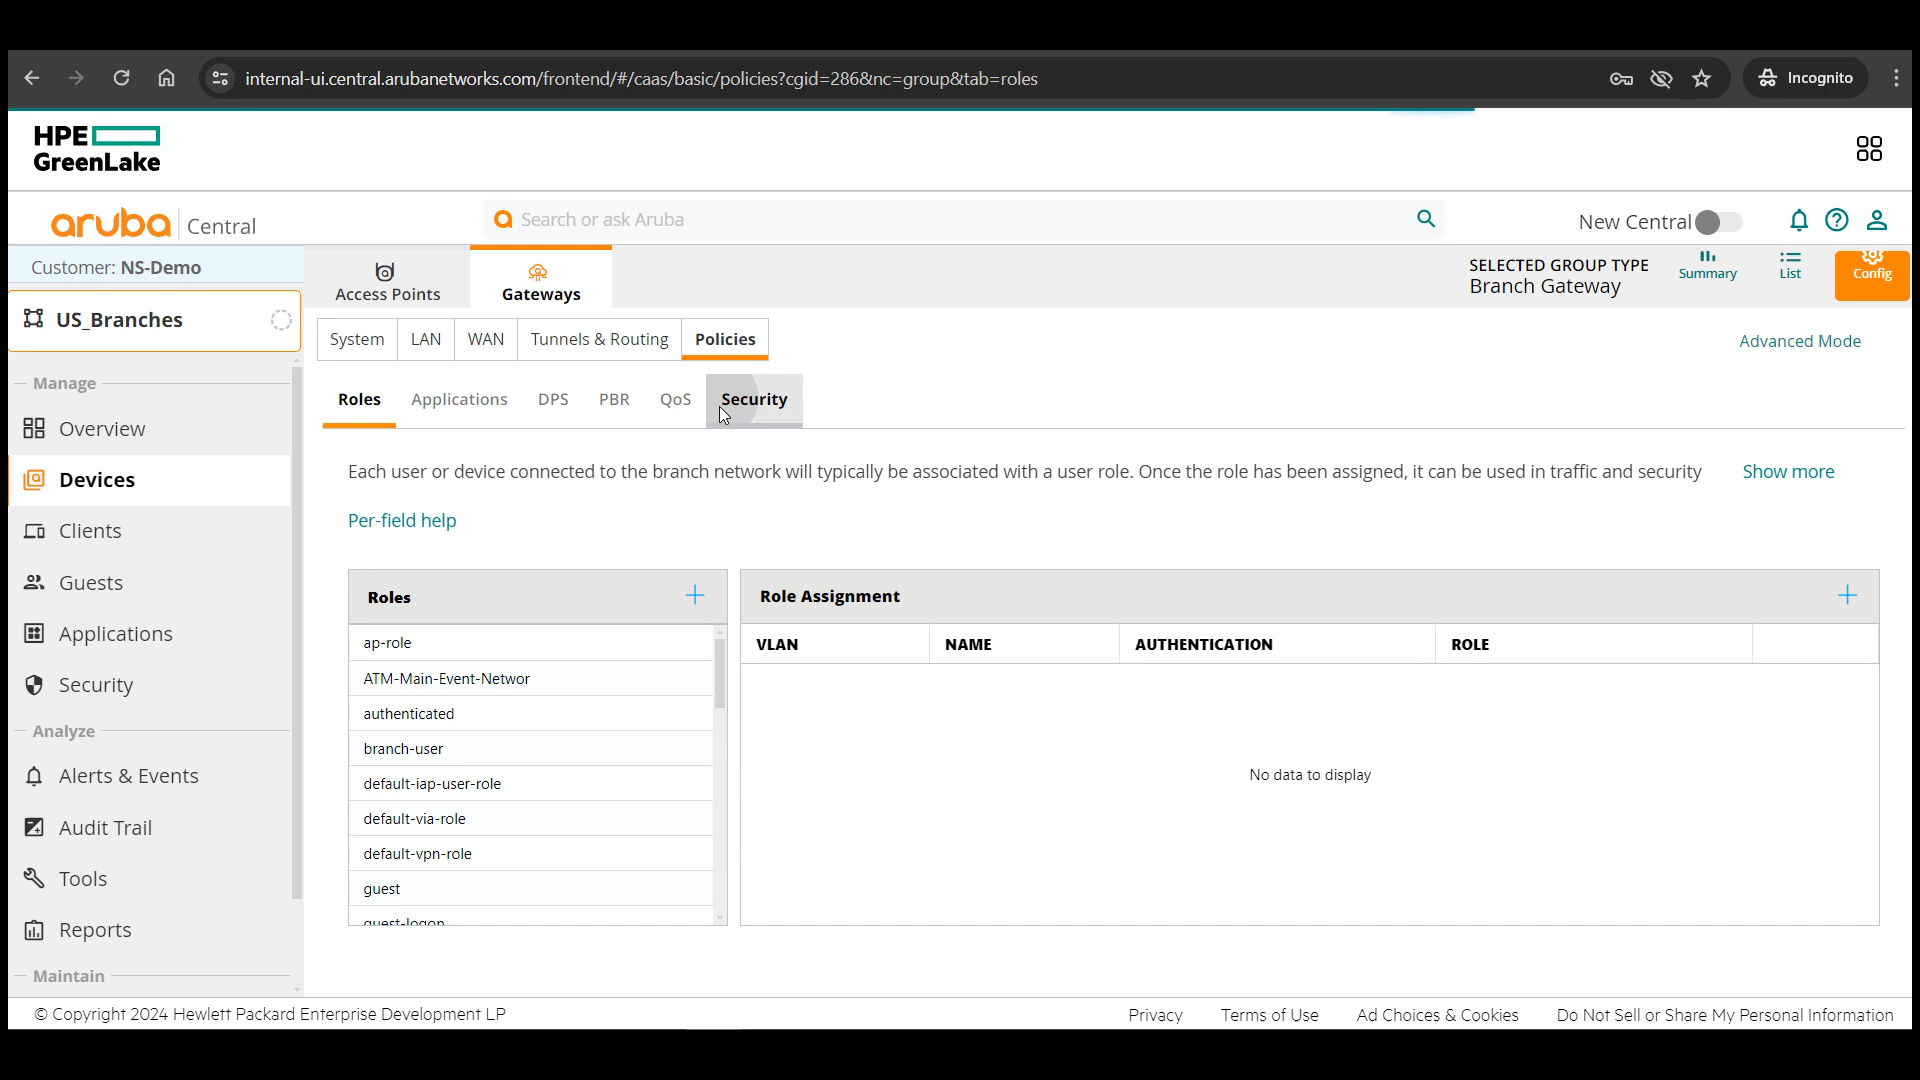 internal-ui.central.arubanetworks.com/frontend/#/caas/basic/policies?cgid=286&nc=group&tab=roles
Incognito
HPE
GreenLake
aruba Central
Search or ask Aruba
New Central
Customer: NS-Demo
US_Branches
Manage
Overview
Devices
Clients
Guests
Applications
Security
Analyze
Alerts & Events
Audit Trail
Tools
Reports
Maintain
Access Points
Gateways
SELECTED GROUP TYPE
Branch Gateway
Summary
List
Config
System LAN WAN Tunnels & Routing Policies
Advanced Mode
Roles Applications DPS PBR QoS Security
Each user or device connected to the branch network will typically be associated with a user role. Once the role has been assigned, it can be used in traffic and security Show more
Per-field help
Roles
ap-role
ATM-Main-Event-Networ
authenticated
branch-user
default-iap-user-role
default-via-role
default-vpn-role
guest
guest-logon
Role Assignment
VLAN NAME AUTHENTICATION ROLE
No data to display
© Copyright 2024 Hewlett Packard Enterprise Development LP
Privacy Terms of Use Ad Choices & Cookies Do Not Sell or Share My Personal Information